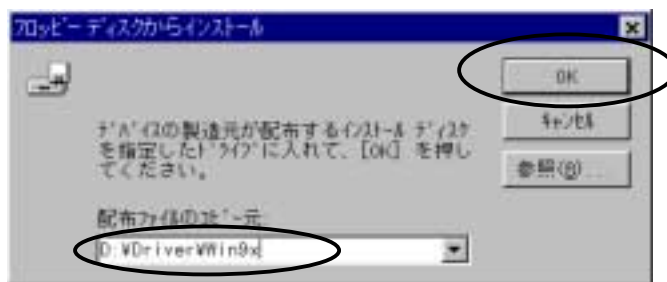 ﾌﾛｯﾋﾟｰ ﾃﾞｨｽｸからｲﾝｽﾄｰﾙ
OK
ﾃﾞﾊﾞｲｽの製造元が配布するｲﾝｽﾄｰﾙ ﾃﾞｨｽｸ
ｷｬﾝｾﾙ
を指定したﾄﾞﾗｲﾌﾞに入れて、[OK] を押し
てください。
参照(B)...
配布ﾌｧｲﾙのｺﾋﾟｰ元:
D:¥Driver¥Win9x